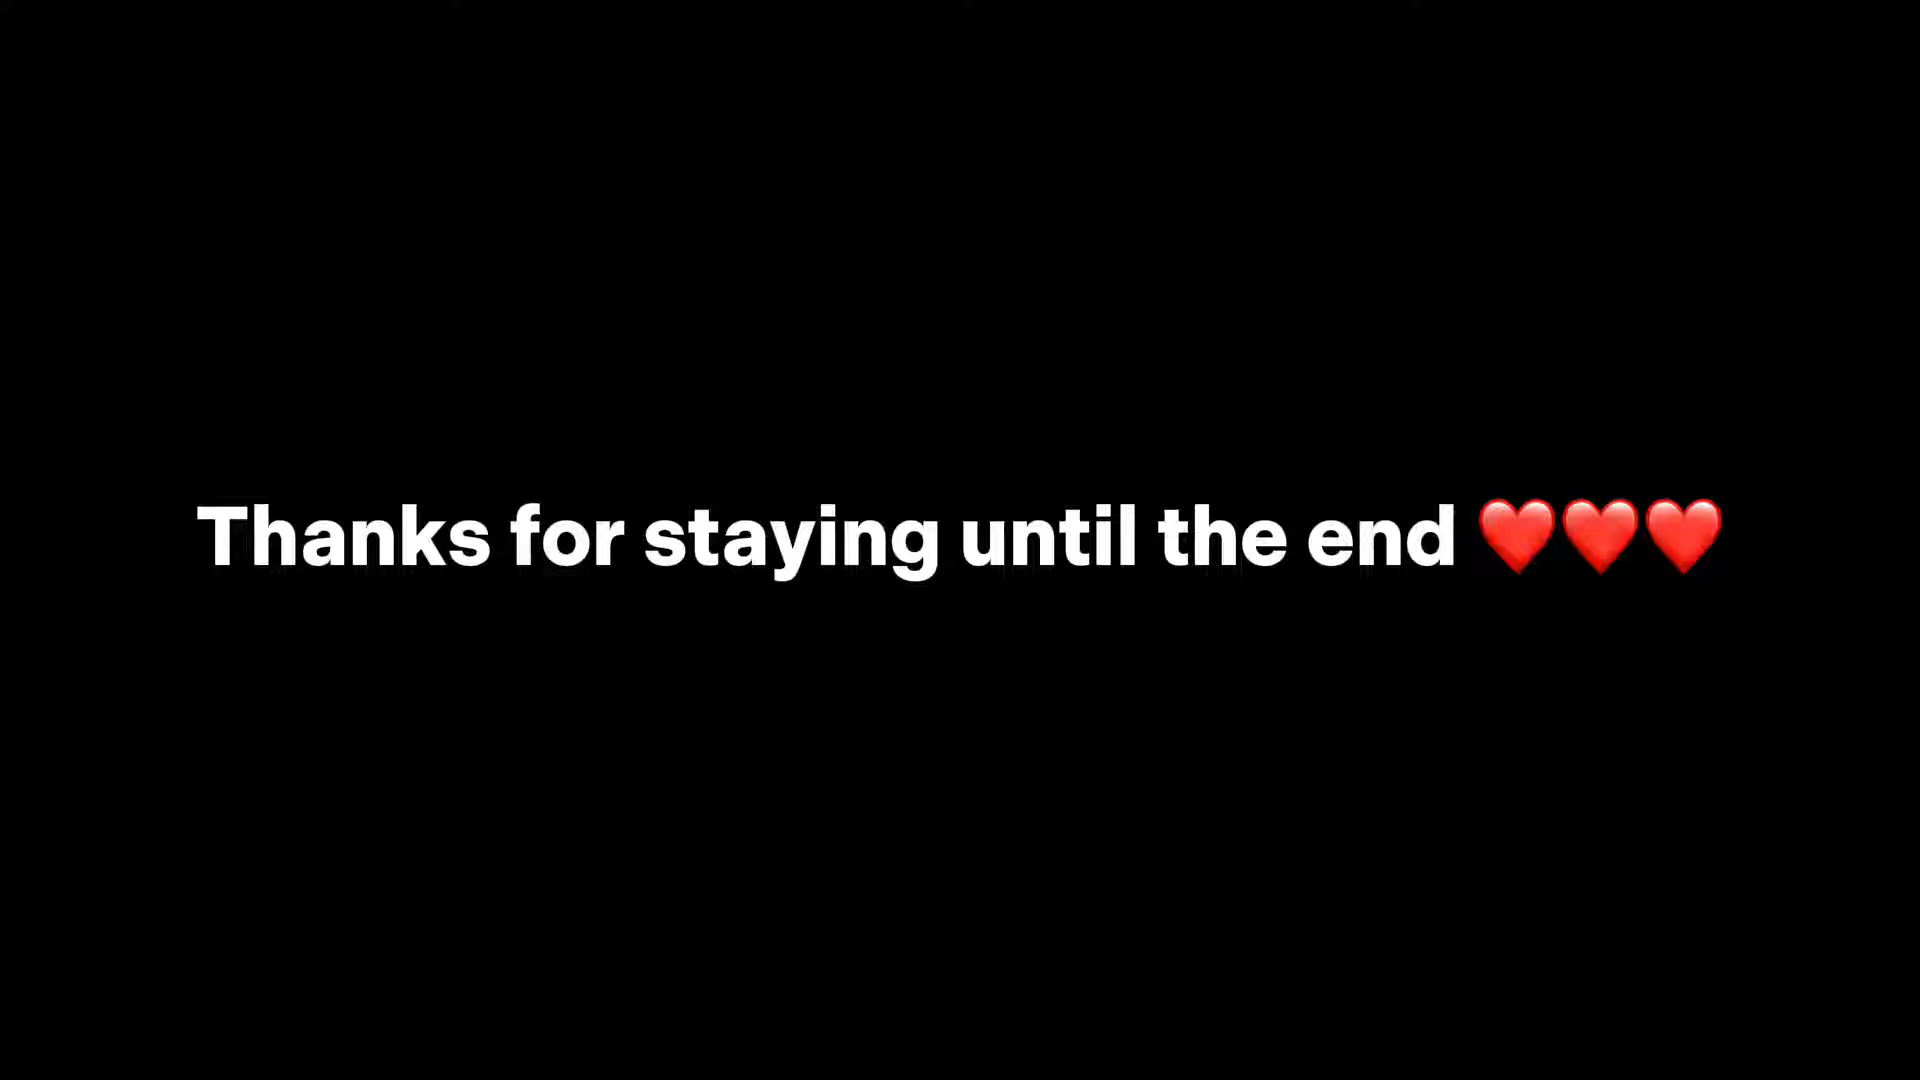 Thanks for staying until the end ❤️❤️❤️